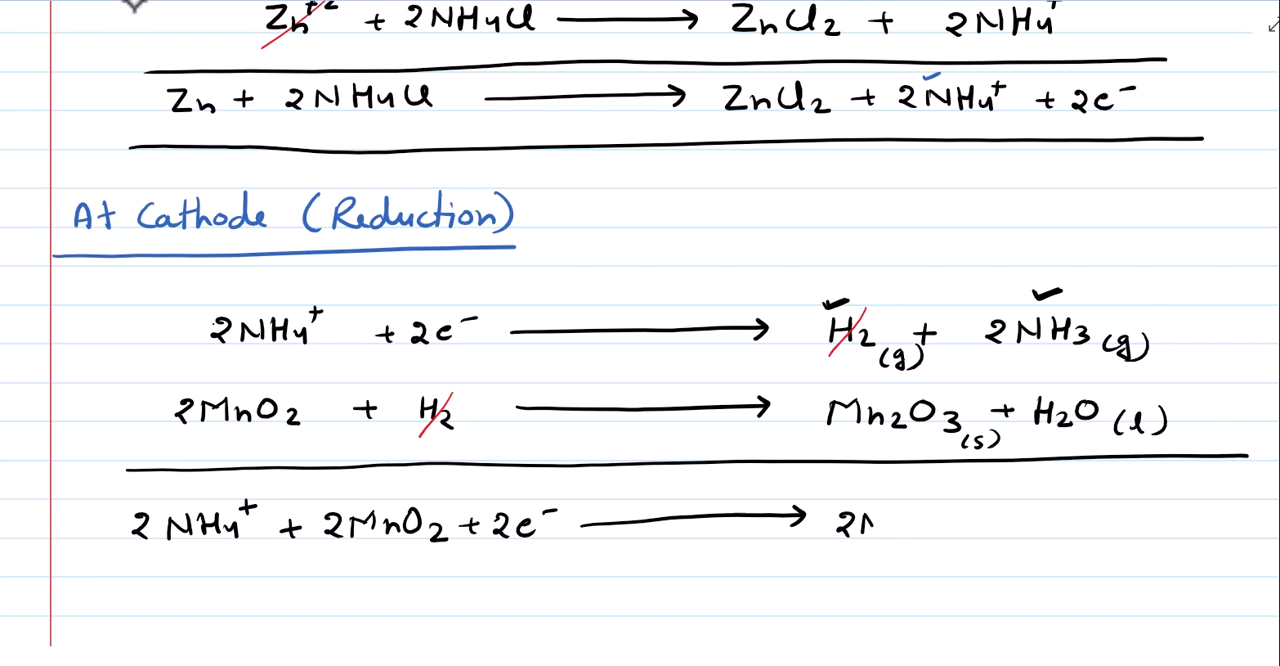 Zn+2 + 2NH4Cl ⟶ ZnCl2 + 2NH4+
Zn + 2NH4Cl ⟶ ZnCl2 + 2NH4+ + 2e-
At Cathode (Reduction)
2NH4+ + 2e- ⟶ H2(g) + 2NH3(g)
2MnO2 + H2 ⟶ Mn2O3(s) + H2O(l)
2NH4+ + 2MnO2 + 2e- ⟶ 2